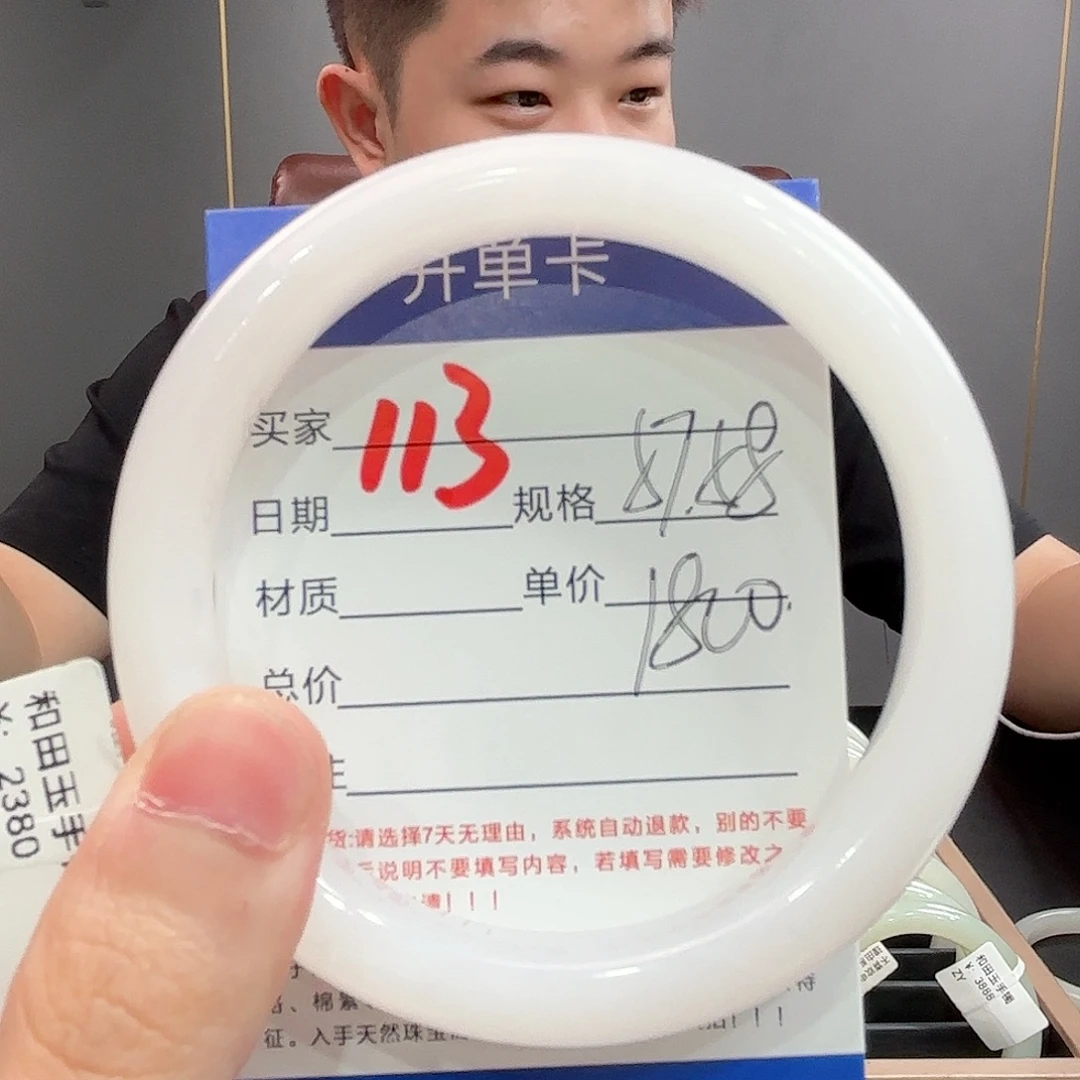 开单卡
买家 113
日期 规格 57.58
材质 单价 1800.
总价
货:请选择7天无理由，系统自动退款，别的不要
说明不要填写内容，若填写需要修改之
！！！
、棉絮
征。入手天然珠宝
！！！
和田玉手
2380
和田玉手镯
3888